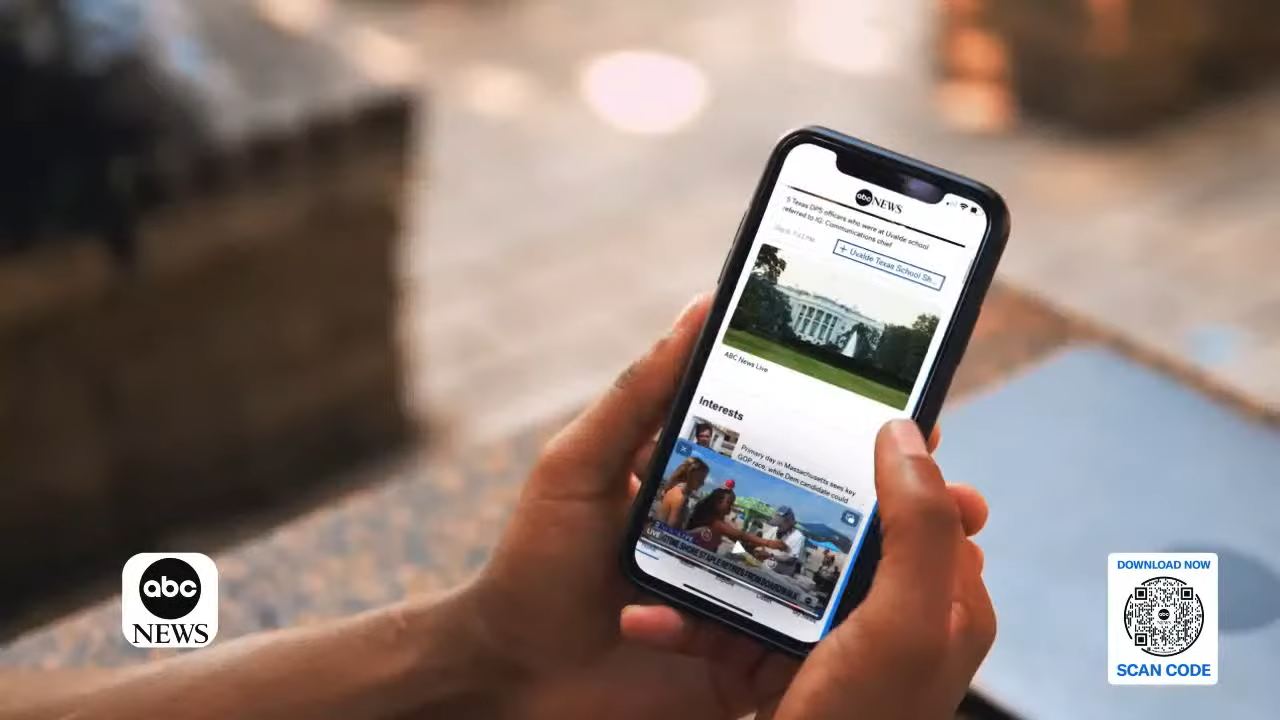 abc NEWS
5 Texas DPS officers who were at Uvalde school
referred to IG: Communications chief
+ Uvalde Texas School Sh...
ABC News Live
Interests
Primary day in Massachusetts sees key
GOP race, while Dem candidate could
LIVE
abc
NEWS
DOWNLOAD NOW
abc
SCAN CODE